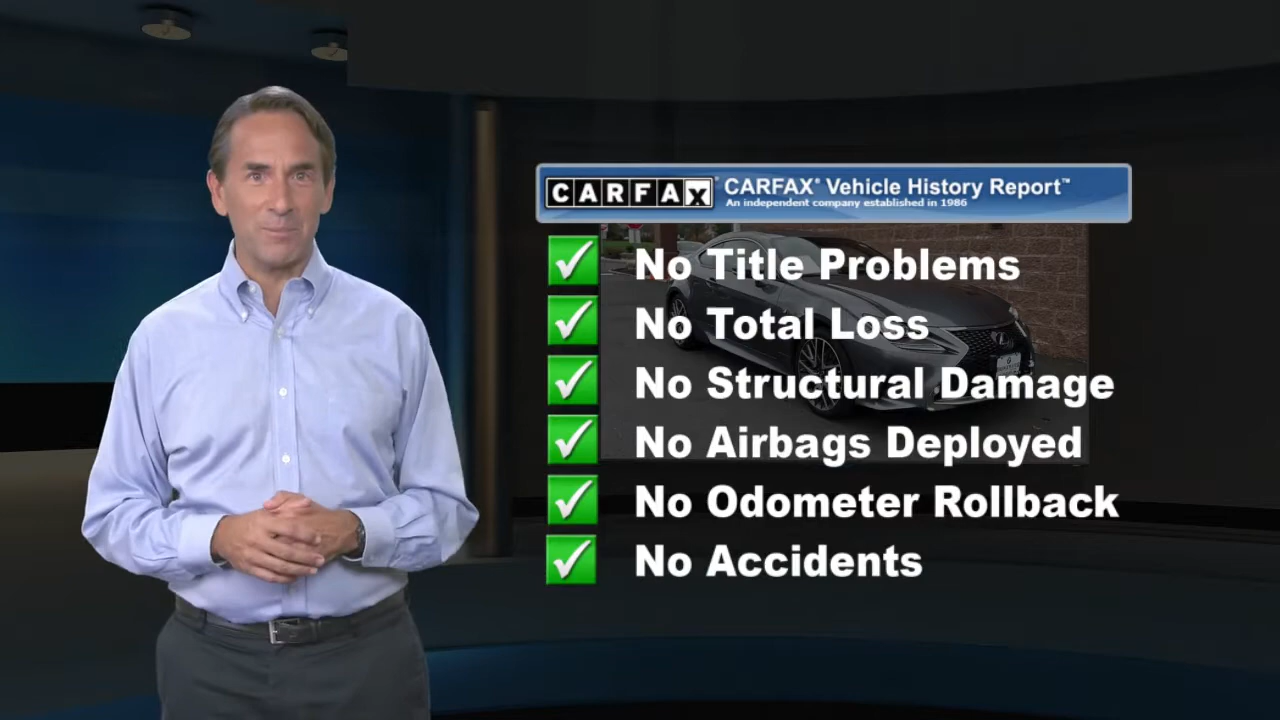 CARFAX® CARFAX® Vehicle History Report™
An independent company established in 1986
No Title Problems
No Total Loss
No Structural Damage
No Airbags Deployed
No Odometer Rollback
No Accidents